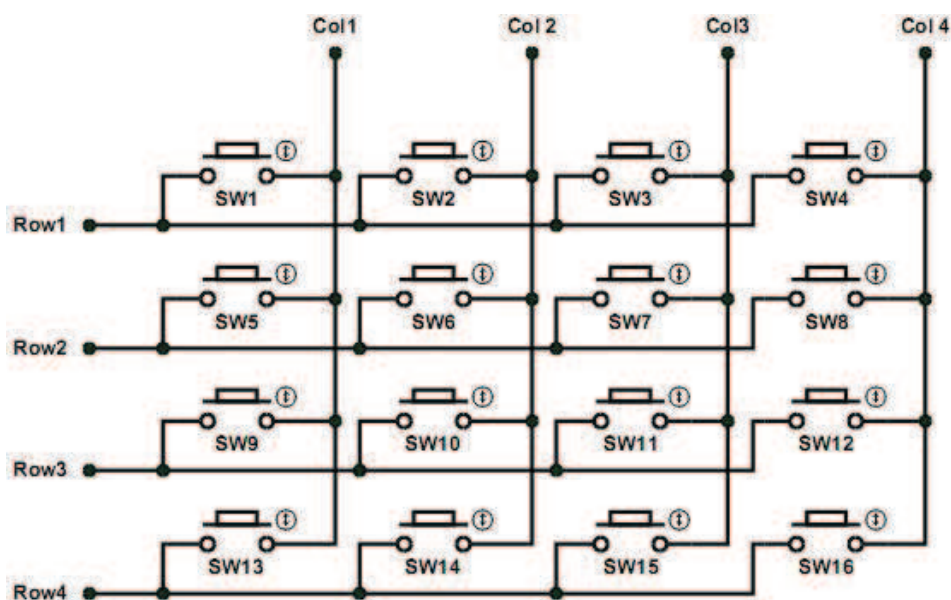 Col1 Col 2 Col3 Col 4
SW1 SW2 SW3 SW4
Row1
SW5 SW6 SW7 SW8
Row2
SW9 SW10 SW11 SW12
Row3
SW13 SW14 SW15 SW16
Row4